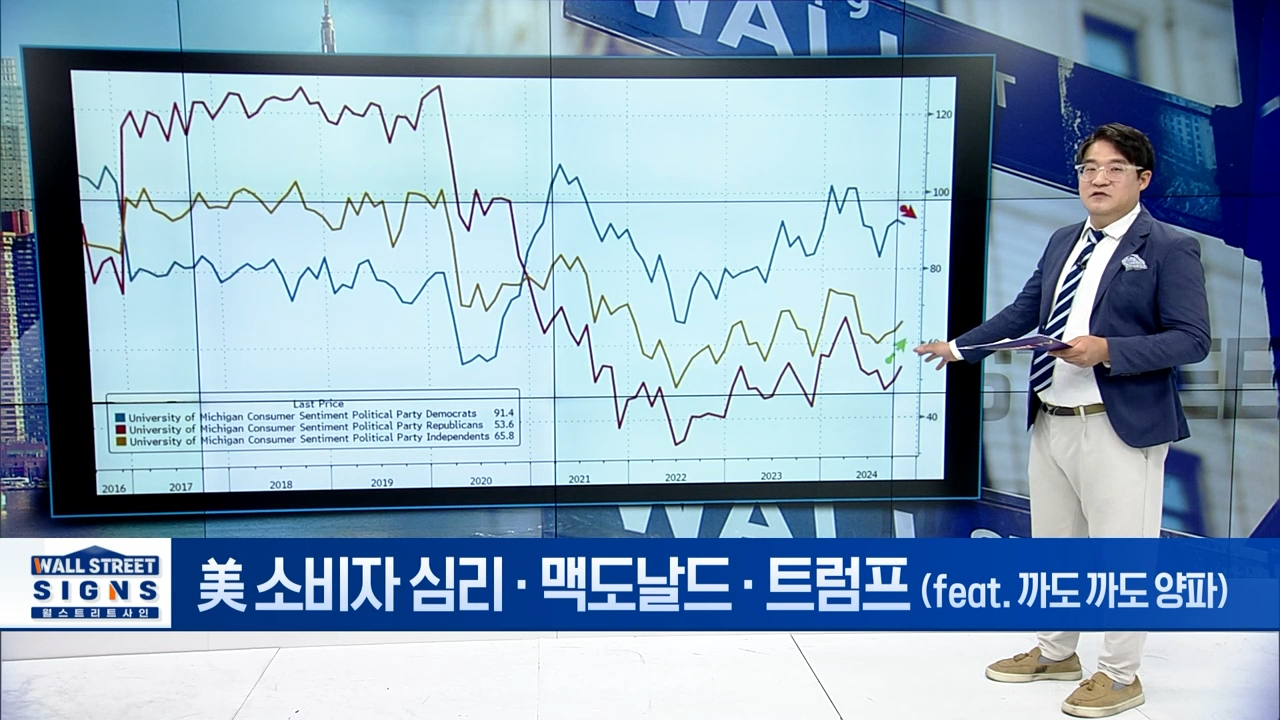 WALL
120
100
80
40
Last Price
University of Michigan Consumer Sentiment Political Party Democrats 91.4
University of Michigan Consumer Sentiment Political Party Republicans 53.6
University of Michigan Consumer Sentiment Political Party Independents 65.8
2016 2017 2018 2019 2020 2021 2022 2023 2024
WALL
WALL STREET
SIGNS
월스트리트사인
美 소비자 심리·맥도날드·트럼프 (feat. 까도 까도 양파)